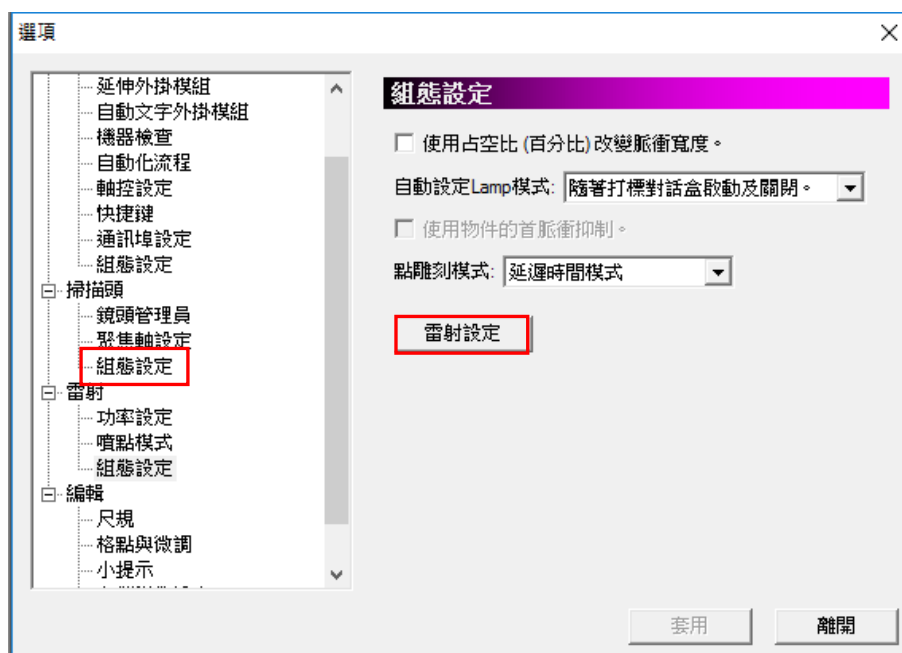 選項
延伸外掛模組
自動文字外掛模組
機器檢查
自動化流程
軸控設定
快捷鍵
通訊埠設定
組態設定
掃描頭
鏡頭管理員
聚焦軸設定
組態設定
雷射
功率設定
噴點模式
組態設定
編輯
尺規
格點與微調
小提示
組態設定
使用占空比 (百分比) 改變脈衝寬度。
自動設定Lamp模式: 隨著打標對話盒啟動及關閉。
使用物件的首脈衝抑制。
點雕刻模式: 延遲時間模式
雷射設定
套用
離開